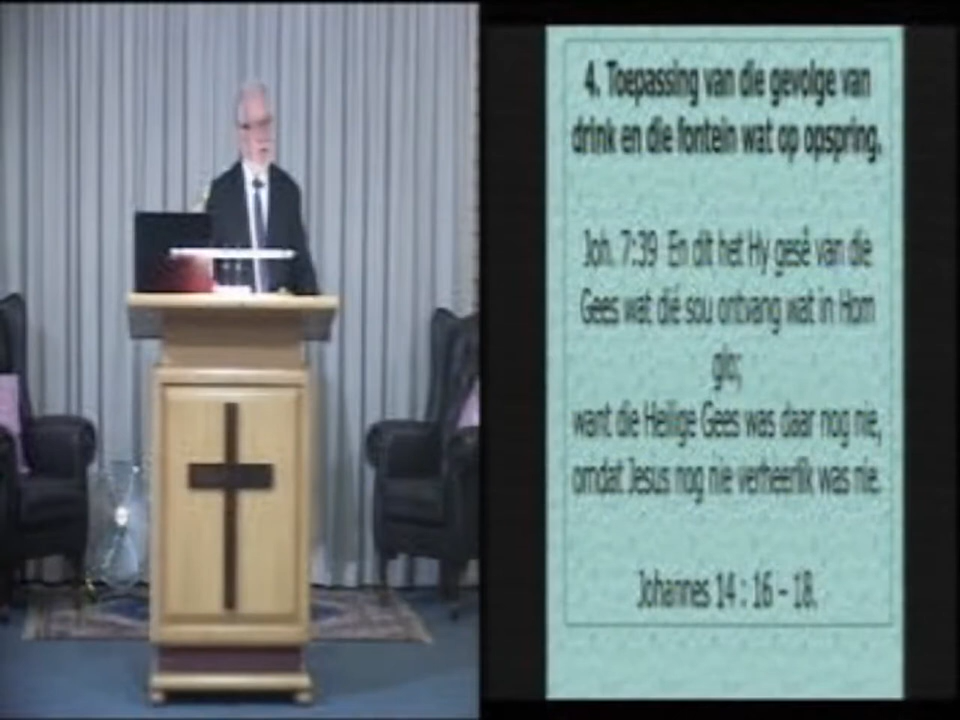 4. Toepassing van die gevolge van
drink en die fontein wat op opspring.
Joh. 7:39 En dit het Hy gesê van die
Gees wat dié sou ontvang wat in Hom
glo;
want die Heilige Gees was daar nog nie,
omdat Jesus nog nie verheerlik was nie.
Johannes 14 : 16 – 18.